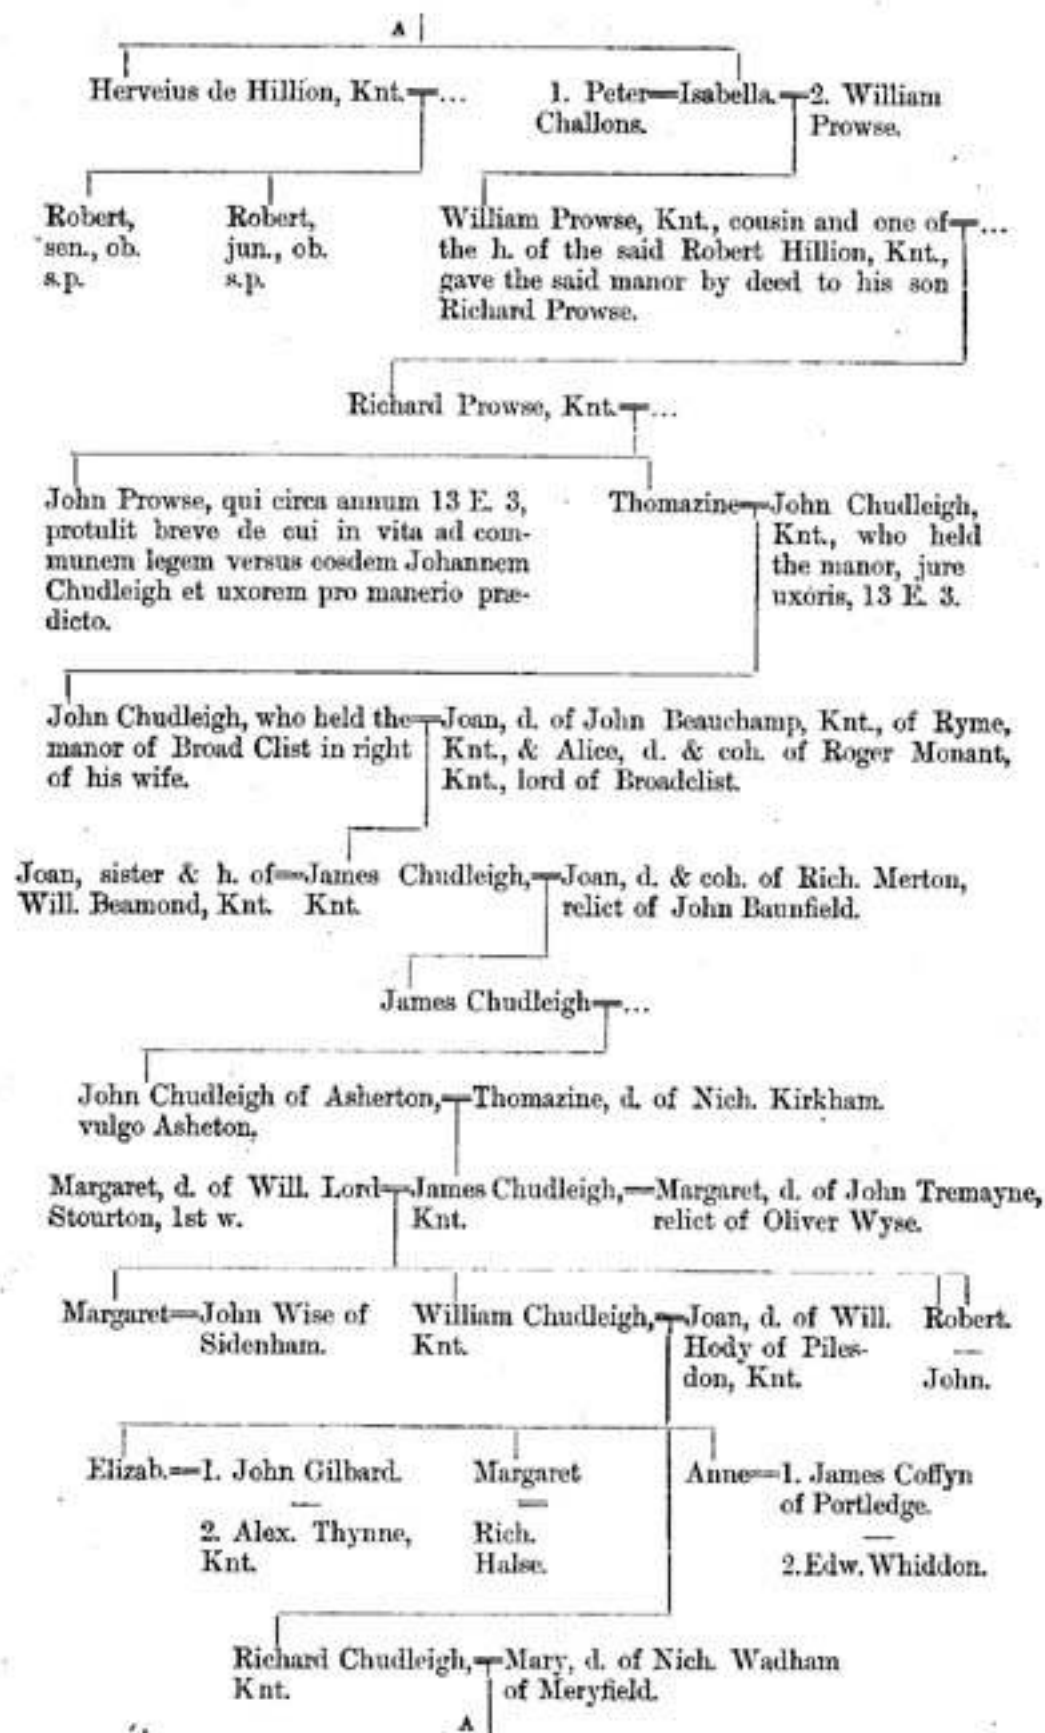 A
Herveius de Hillion, Knt.=...
1. Peter=Isabella.=2. William
Challons.
Prowse.
Robert,
sen., ob.
s.p.
Robert,
jun., ob.
s.p.
William Prowse, Knt., cousin and one of=...
the h. of the said Robert Hillion, Knt.,
gave the said manor by deed to his son
Richard Prowse.
Richard Prowse, Knt.=...
John Prowse, qui circa annum 13 E. 3,
protulit breve de cui in vita ad com-
munem legem versus eosdem Johannem
Chudleigh et uxorem pro manerio præ-
dicto.
Thomazine=John Chudleigh,
Knt., who held
the manor, jure
uxoris, 13 E. 3.
John Chudleigh, who held the=
manor of Broad Clist in right
of his wife.
Joan, d. of John Beauchamp, Knt., of Ryme,
Knt., & Alice, d. & coh. of Roger Monant,
Knt., lord of Broadclist.
Joan, sister & h. of=
Will. Beamond, Knt.
James Chudleigh,=
Knt.
Joan, d. & coh. of Rich. Merton,
relict of John Baunfield.
James Chudleigh=...
John Chudleigh of Asherton,=Thomazine, d. of Nich. Kirkham.
vulgo Asheton.
Margaret, d. of Will. Lord=
Stourton, 1st w.
James Chudleigh,=
Knt.
Margaret, d. of John Tremayne,
relict of Oliver Wyse.
Margaret=John Wise of
Sidenham.
William Chudleigh,=
Knt.
Joan, d. of Will.
Hody of Piles-
don, Knt.
Robert.
—
John.
Elizab.=1. John Gilbard.
—
2. Alex. Thynne,
Knt.
Margaret
=
Rich.
Halse.
Anne=1. James Coffyn
of Portledge.
—
2. Edw. Whiddon.
Richard Chudleigh,=Mary, d. of Nich. Wadham
Knt.
of Meryfield.
A